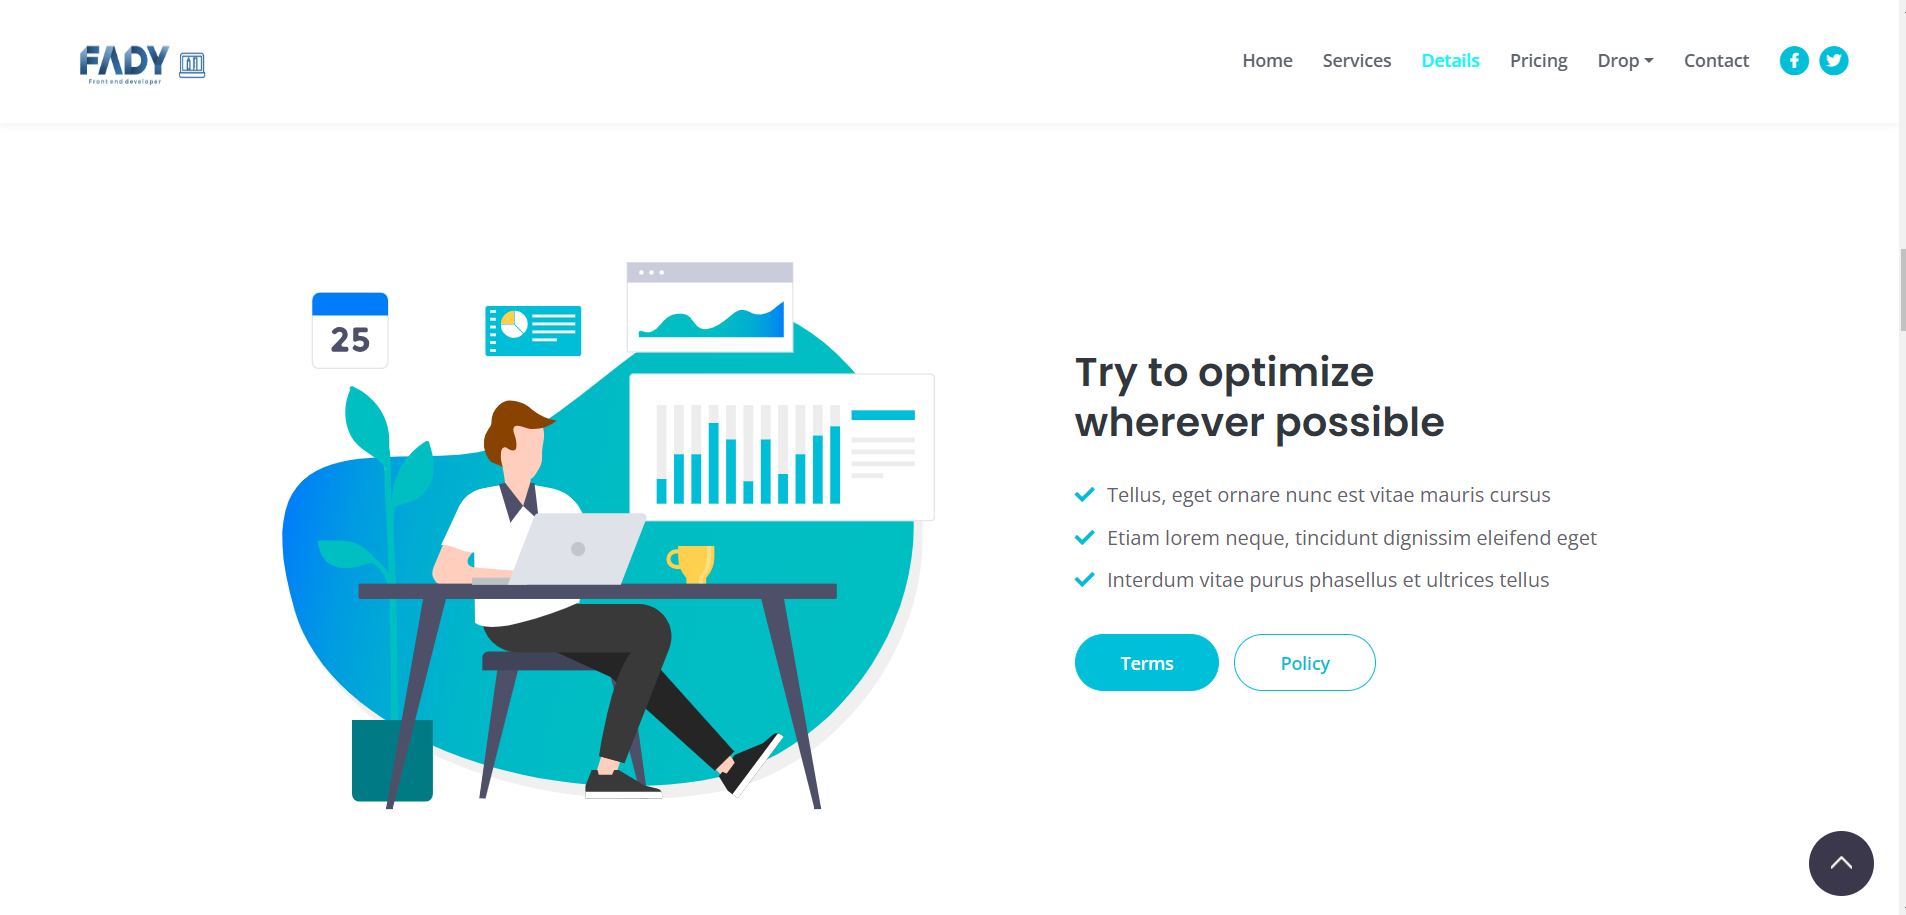 FADY
Front end developer
Home Services Details Pricing Drop Contact
25
Try to optimize
wherever possible
Tellus, eget ornare nunc est vitae mauris cursus
Etiam lorem neque, tincidunt dignissim eleifend eget
Interdum vitae purus phasellus et ultrices tellus
Terms Policy